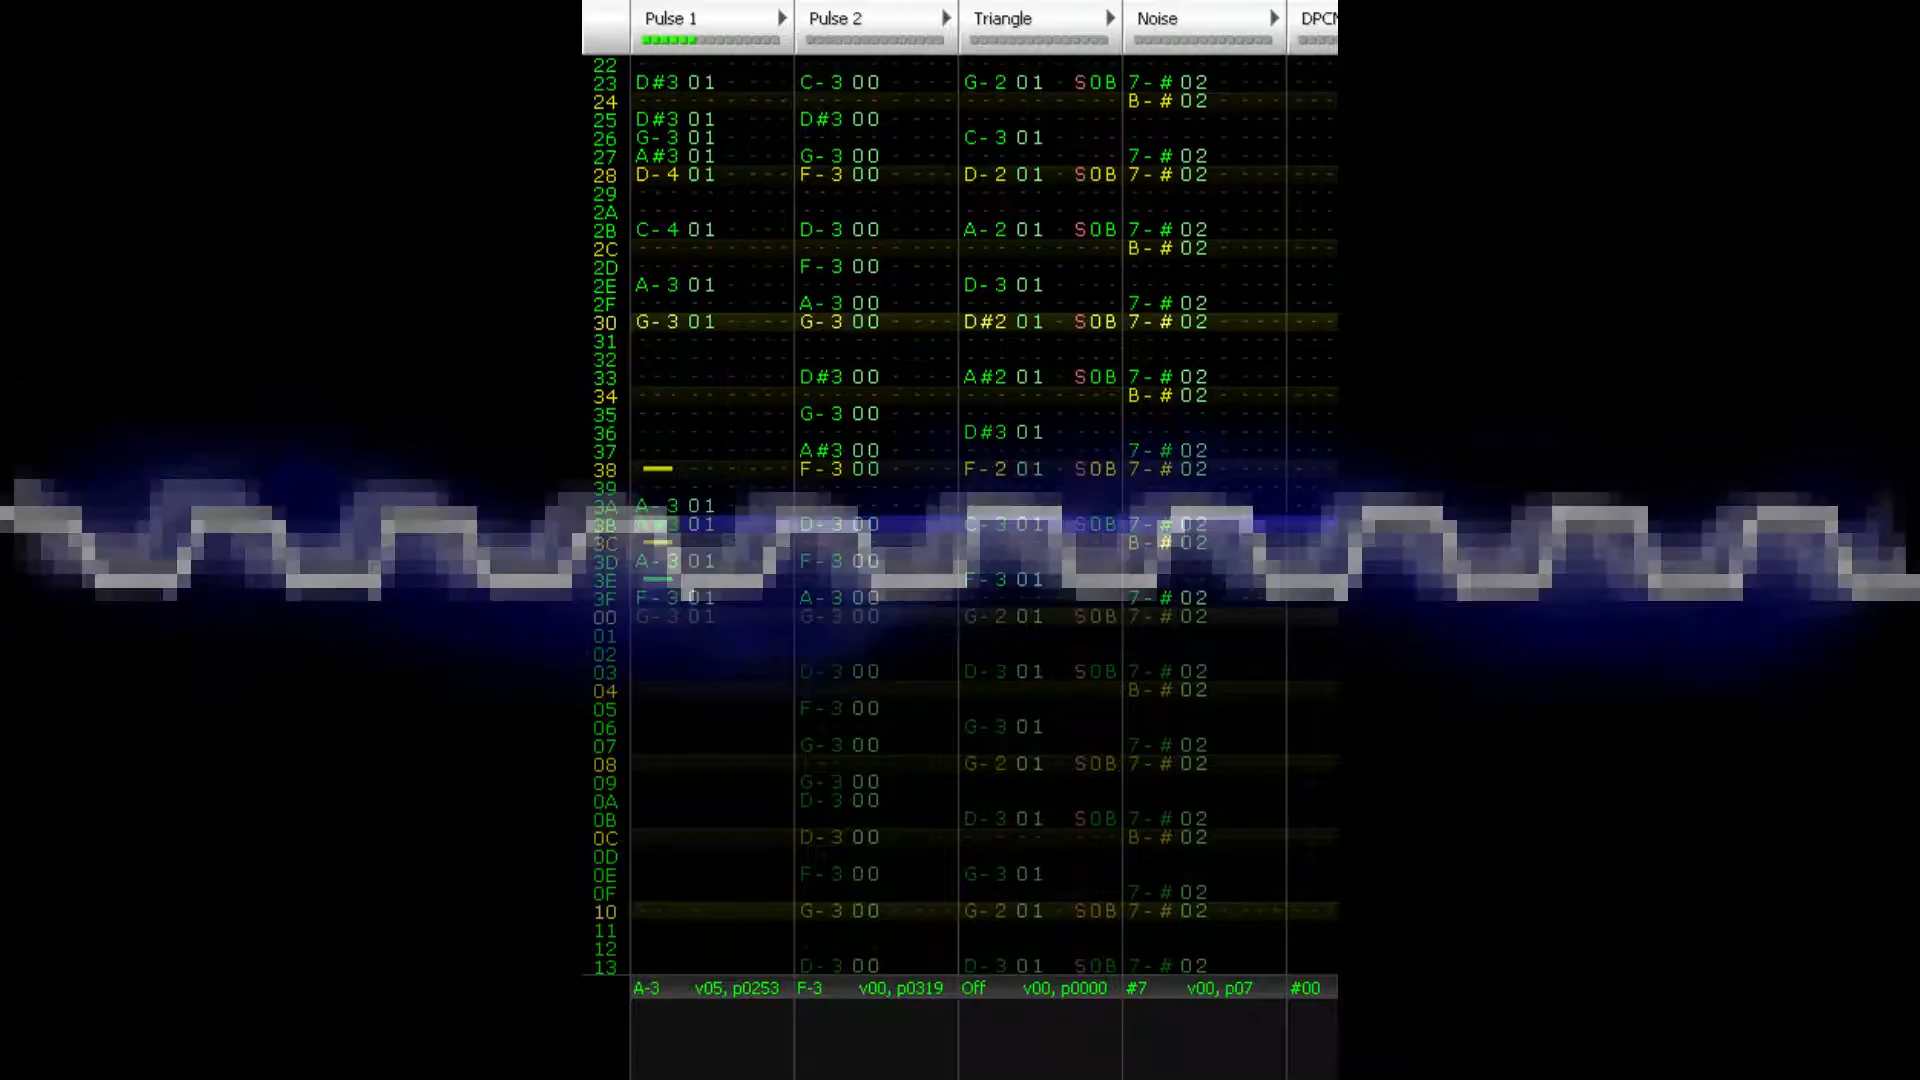 Pulse 1 Pulse 2 Triangle Noise
22
23 D#3 01 C-3 00 G-2 01 S0B 7-# 02
24 B-# 02
25 D#3 01 D#3 00
26 G-3 01 C-3 01
27 A#3 01 G-3 00 7-# 02
28 D-4 01 F-3 00 D-2 01 S0B 7-# 02
29
2A
2B C-4 01 D-3 00 A-2 01 S0B 7-# 02
2C B-# 02
2D F-3 00
2E A-3 01 D-3 01
2F A-3 00 7-# 02
30 G-3 01 G-3 00 D#2 01 S0B 7-# 02
31
32
33 D#3 00 A#2 01 S0B 7-# 02
34 B-# 02
35 G-3 00
36 D#3 01
37 A#3 00 7-# 02
38 F-3 00 F-2 01 S0B 7-# 02
39
3A A-3 01
3B 01 D-3 00 C-3 01 S0B 7-# 02
3C B-# 02
3D A-3 01 F-3 00
3E F-3 01
3F F-3 01 A-3 00 7-# 02
00 G-3 01 G-3 00 G-2 01 S0B 7-# 02
01
02
03 D-3 00 D-3 01 S0B 7-# 02
04 B-# 02
05 F-3 00
06 G-3 01
07 G-3 00 7-# 02
08 G-2 01 S0B 7-# 02
09 G-3 00
0A D-3 00
0B D-3 01 S0B 7-# 02
0C D-3 00 B-# 02
0D
0E F-3 00 G-3 01
0F 7-# 02
10 G-3 00 G-2 01 S0B 7-# 02
11
12
13 D-3 00 D-3 01 S0B 7-# 02
A-3 v05, p0253 F-3 v00, p0319 Off v00, p0000 #7 v00, p07 #00